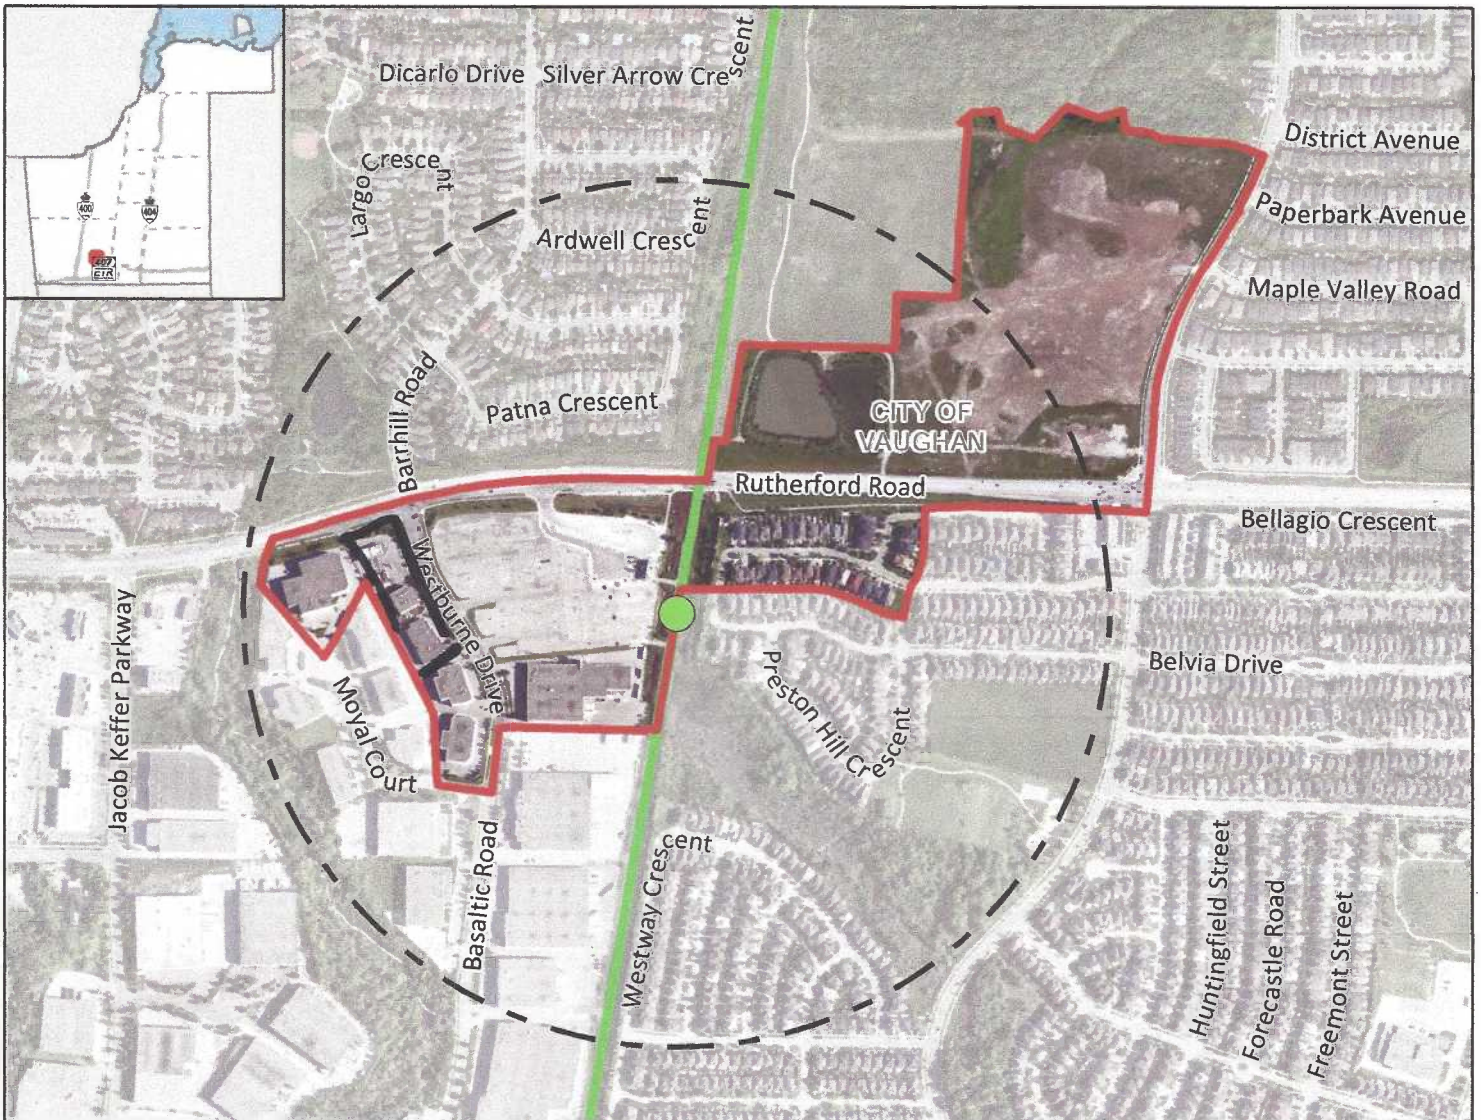 Dicarlo Drive
Silver Arrow Crescent
District Avenue
Largo Crescent
Paperbark Avenue
Ardwell Crescent
400
404
407
ETR
Maple Valley Road
Barrhill Road
Patna Crescent
CITY OF
VAUGHAN
Rutherford Road
Bellagio Crescent
Westburne Drive
Jacob Keffer Parkway
Belvia Drive
Moyal Court
Preston Hill Crescent
Basaltic Road
Westway Crescent
Huntingfield Street
Forecastle Road
Freemont Street